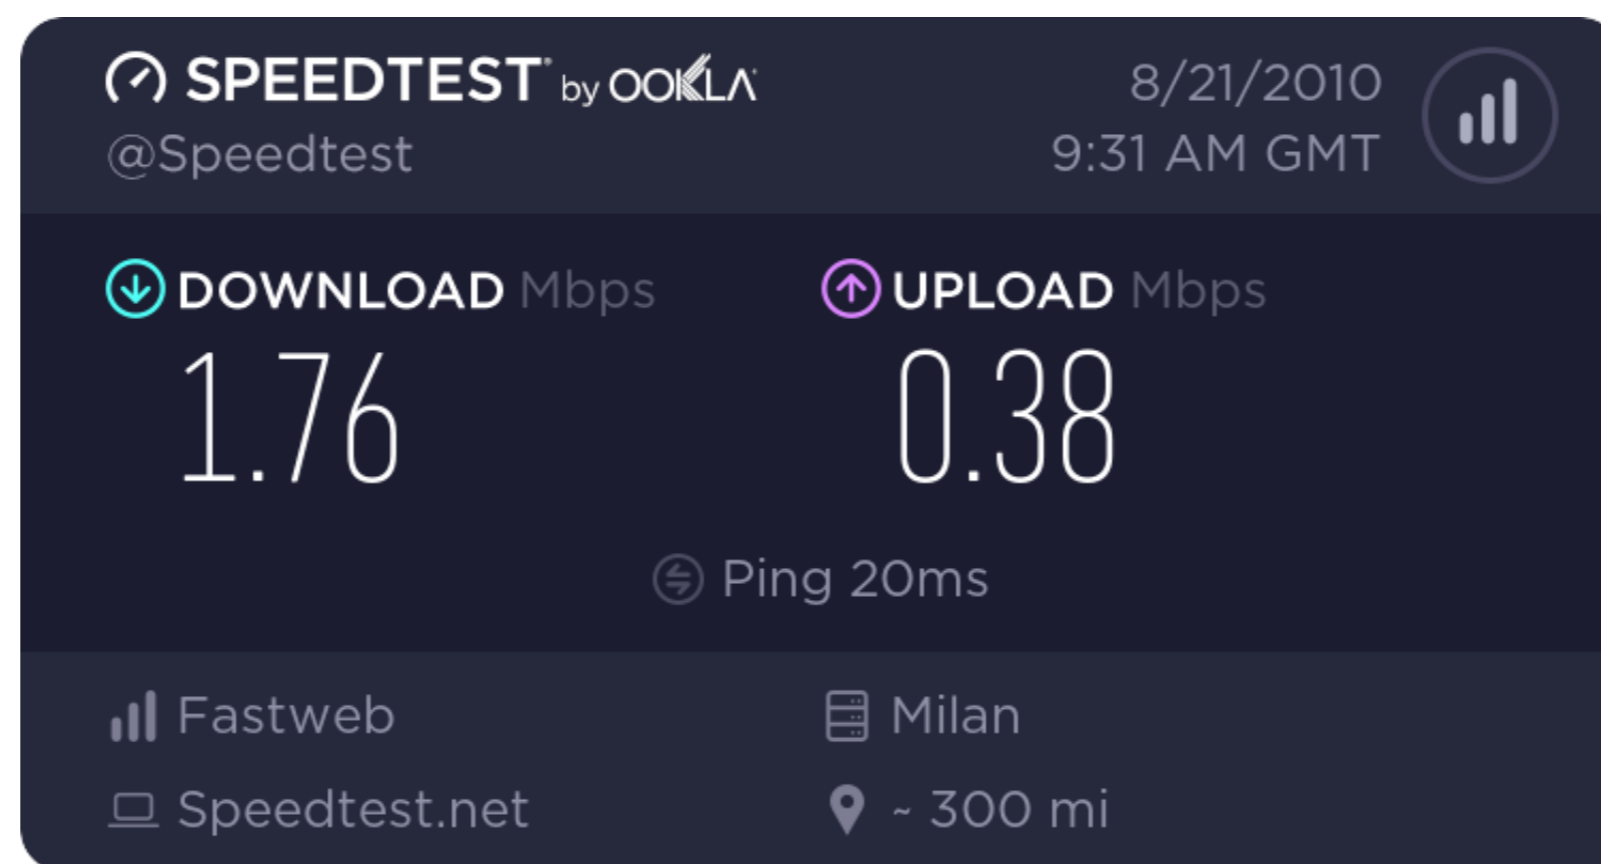 SPEEDTEST by OOKLA
8/21/2010
@Speedtest
9:31 AM GMT
DOWNLOAD Mbps
1.76
UPLOAD Mbps
0.38
Ping 20ms
Fastweb
Milan
Speedtest.net
~ 300 mi